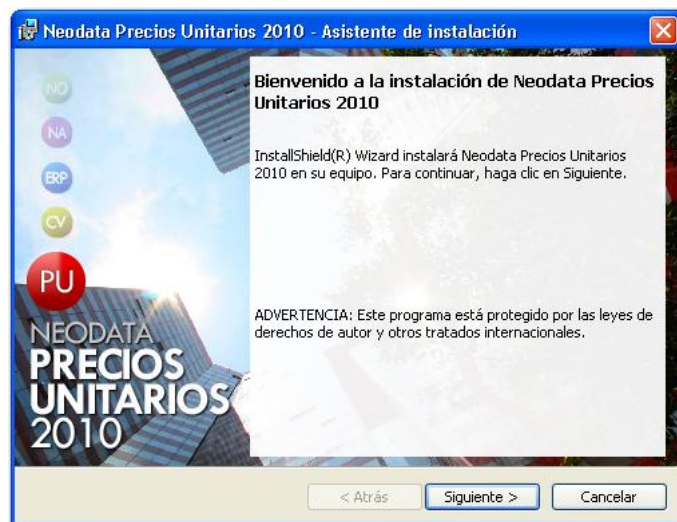 Neodata Precios Unitarios 2010 - Asistente de instalación
NO
NA
ERP
CV
PU
NEODATA
PRECIOS
UNITARIOS
2010
Bienvenido a la instalación de Neodata Precios
Unitarios 2010
InstallShield(R) Wizard instalará Neodata Precios Unitarios
2010 en su equipo. Para continuar, haga clic en Siguiente.
ADVERTENCIA: Este programa está protegido por las leyes de
derechos de autor y otros tratados internacionales.
< Atrás
Siguiente >
Cancelar